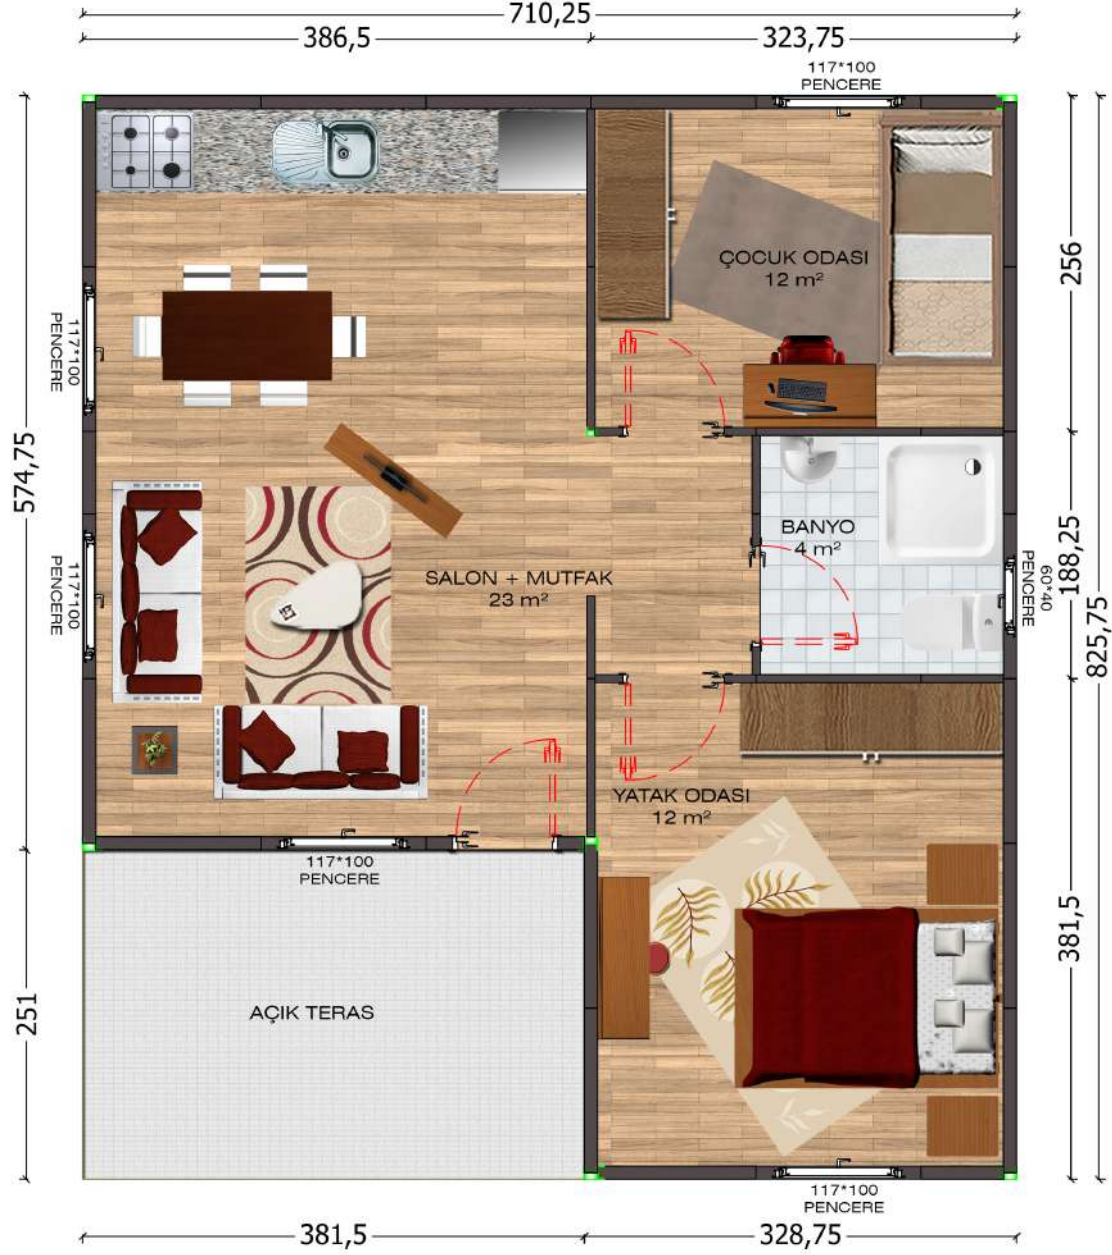 710,25
386,5
323,75
117*100
PENCERE
ÇOCUK ODASI
12 m²
256
117*100
PENCERE
574,75
BANYO
4 m²
188,25
SALON + MUTFAK
23 m²
117*100
PENCERE
60*40
PENCERE
825,75
YATAK ODASI
12 m²
117*100
PENCERE
381,5
251
AÇIK TERAS
117*100
PENCERE
381,5
328,75